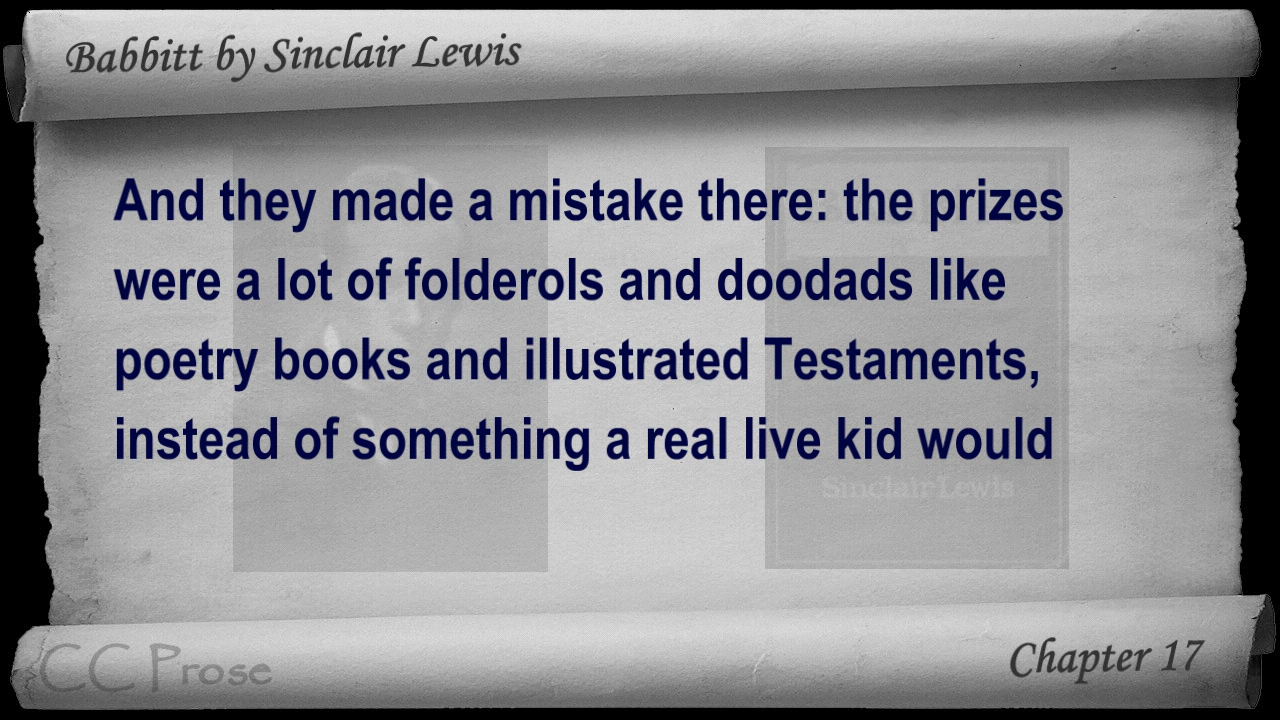 Babbitt by Sinclair Lewis
And they made a mistake there: the prizes
were a lot of folderols and doodads like
poetry books and illustrated Testaments,
instead of something a real live kid would
Sinclair Lewis
CC Prose
Chapter 17